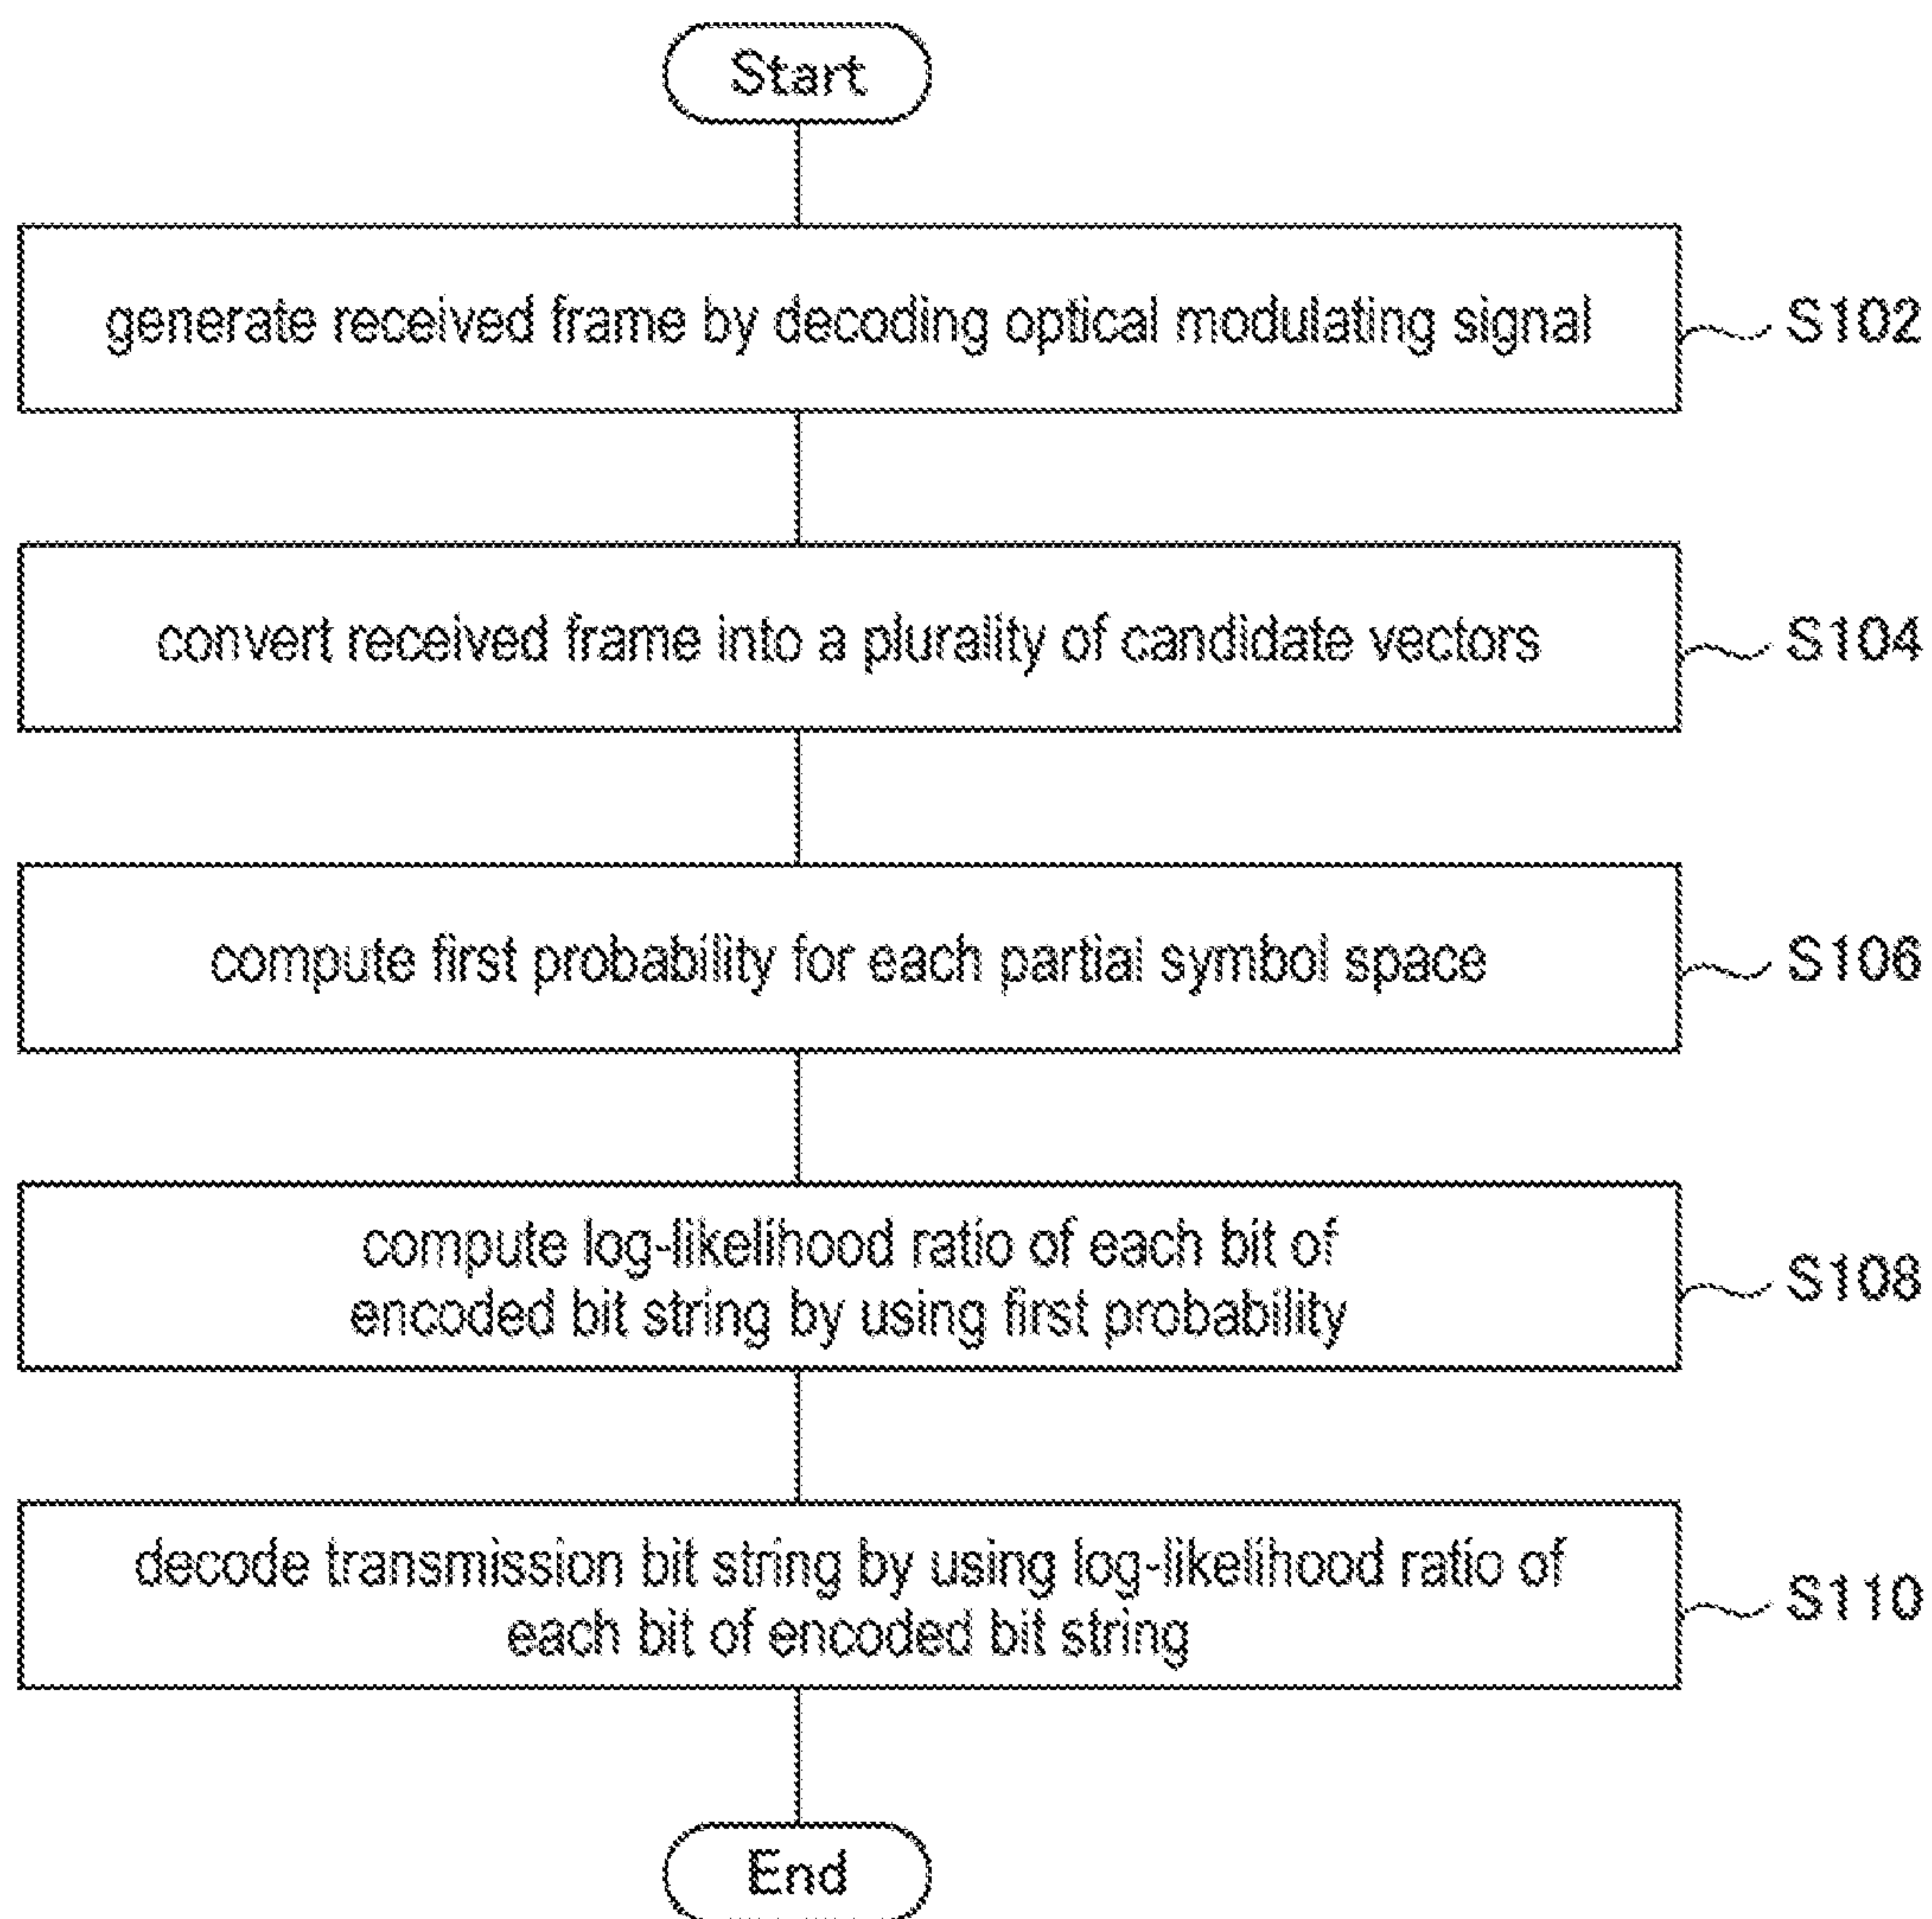 Start
generate received frame by decoding optical modulating signal
S102
convert received frame into a plurality of candidate vectors
S104
compute first probability for each partial symbol space
S106
compute log-likelihood ratio of each bit of
encoded bit string by using first probability
S108
decode transmission bit string by using log-likelihood ratio of
each bit of encoded bit string
S110
End